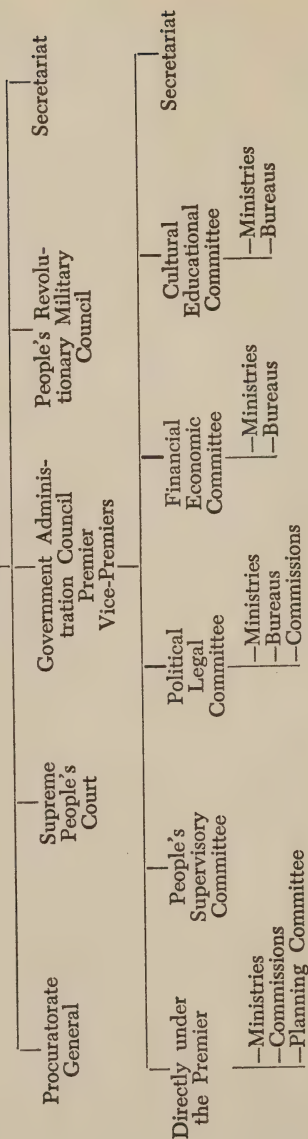 Procuratorate
General
Supreme
People's
Court
Government Adminis-
tration Council
Premier
Vice-Premiers
People's Revolu-
tionary Military
Council
Secretariat
Directly under
the Premier
—Ministries
—Commissions
—Planning Committee
People's
Supervisory
Committee
Political
Legal
Committee
—Ministries
—Bureaus
—Commissions
Financial
Economic
Committee
—Ministries
—Bureaus
Cultural
Educational
Committee
—Ministries
—Bureaus
Secretariat